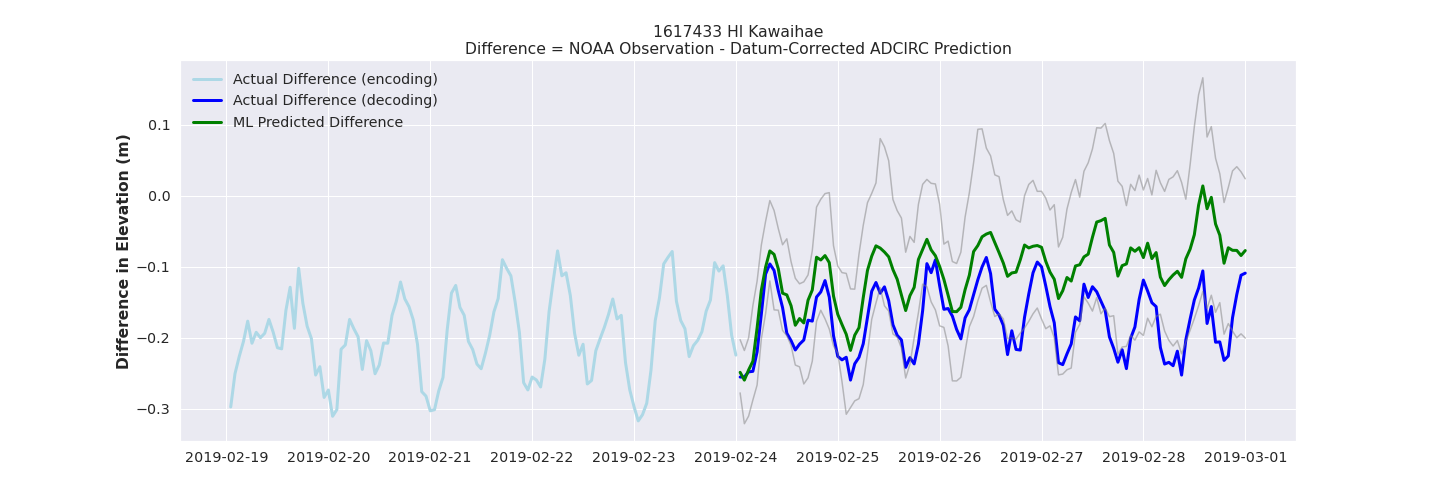 1617433 HI Kawaihae
Difference = NOAA Observation - Datum-Corrected ADCIRC Prediction
Actual Difference (encoding)
Actual Difference (decoding)
ML Predicted Difference
Difference in Elevation (m)
0.1
0.0
−0.1
−0.2
−0.3
2019-02-19
2019-02-20
2019-02-21
2019-02-22
2019-02-23
2019-02-24
2019-02-25
2019-02-26
2019-02-27
2019-02-28
2019-03-01